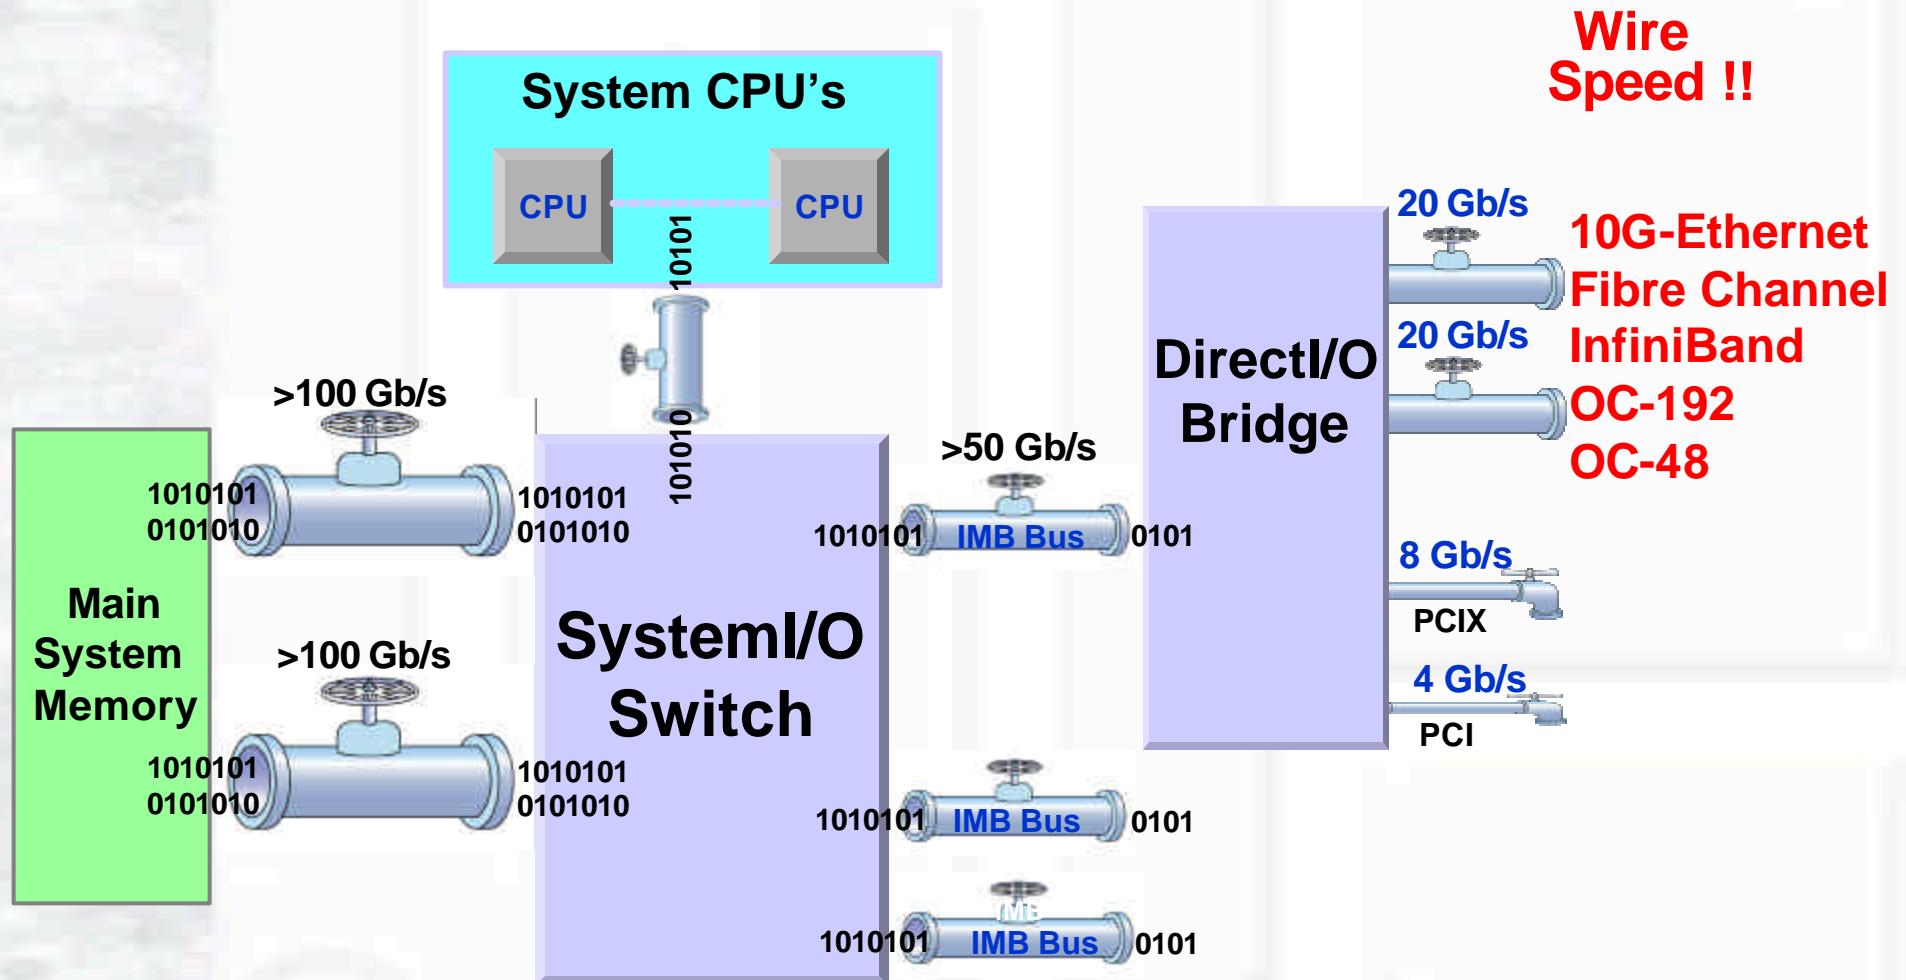 Wire
Speed !!
System CPU’s
CPU
CPU
10101
101010
>100 Gb/s
1010101
0101010
1010101
0101010
Main
System
Memory
>100 Gb/s
1010101
0101010
1010101
0101010
SystemI/O
Switch
>50 Gb/s
1010101
IMB Bus
0101
1010101
IMB Bus
0101
IMB
1010101
IMB Bus
0101
DirectI/O
Bridge
20 Gb/s
20 Gb/s
10G-Ethernet
Fibre Channel
InfiniBand
OC-192
OC-48
8 Gb/s
PCIX
4 Gb/s
PCI